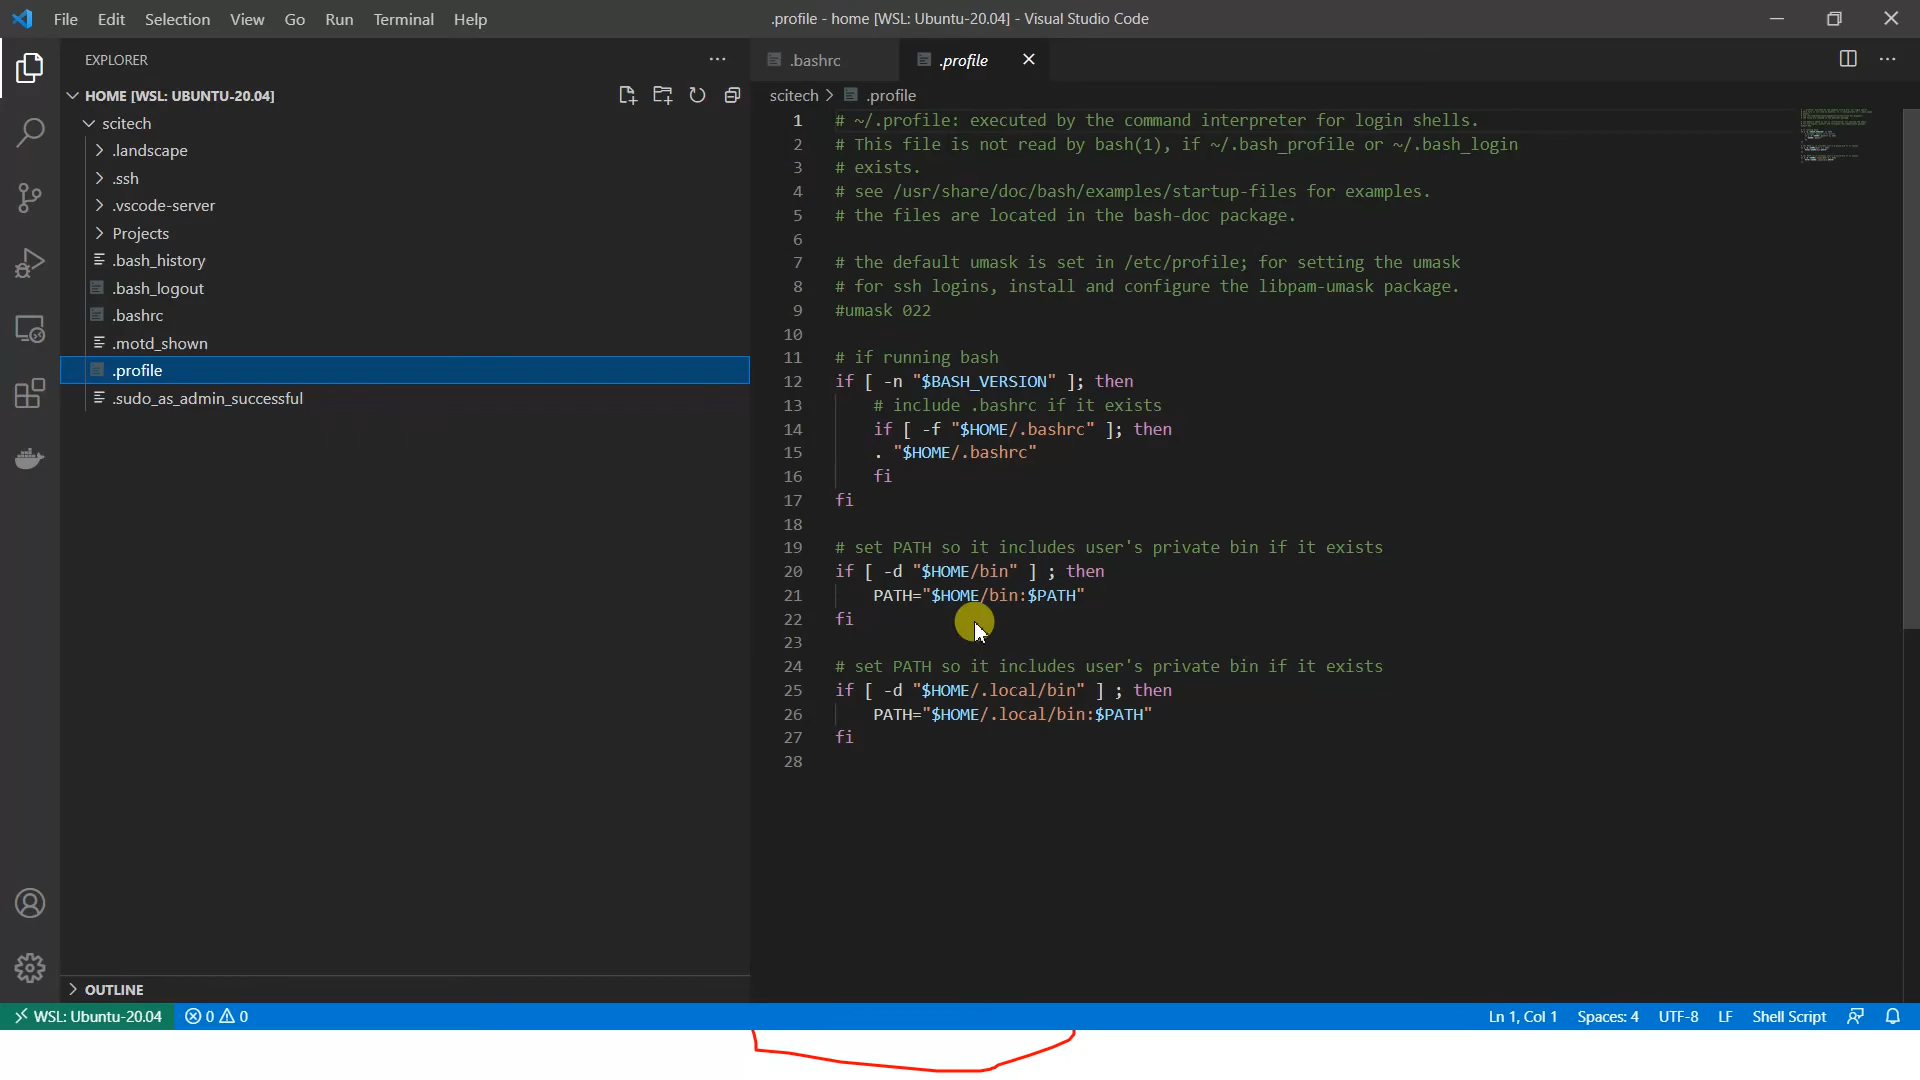 File Edit Selection View Go Run Terminal Help
.profile - home [WSL: Ubuntu-20.04] - Visual Studio Code
EXPLORER
HOME [WSL: UBUNTU-20.04]
scitech
.landscape
.ssh
.vscode-server
Projects
.bash_history
.bash_logout
.bashrc
.motd_shown
.profile
.sudo_as_admin_successful
OUTLINE
.bashrc
.profile
scitech > .profile
1 # ~/.profile: executed by the command interpreter for login shells.
2 # This file is not read by bash(1), if ~/.bash_profile or ~/.bash_login
3 # exists.
4 # see /usr/share/doc/bash/examples/startup-files for examples.
5 # the files are located in the bash-doc package.
6
7 # the default umask is set in /etc/profile; for setting the umask
8 # for ssh logins, install and configure the libpam-umask package.
9 #umask 022
10
11 # if running bash
12 if [ -n "$BASH_VERSION" ]; then
13     # include .bashrc if it exists
14     if [ -f "$HOME/.bashrc" ]; then
15     . "$HOME/.bashrc"
16     fi
17 fi
18
19 # set PATH so it includes user's private bin if it exists
20 if [ -d "$HOME/bin" ] ; then
21     PATH="$HOME/bin:$PATH"
22 fi
23
24 # set PATH so it includes user's private bin if it exists
25 if [ -d "$HOME/.local/bin" ] ; then
26     PATH="$HOME/.local/bin:$PATH"
27 fi
28
WSL: Ubuntu-20.04 0 0 Ln 1, Col 1 Spaces: 4 UTF-8 LF Shell Script